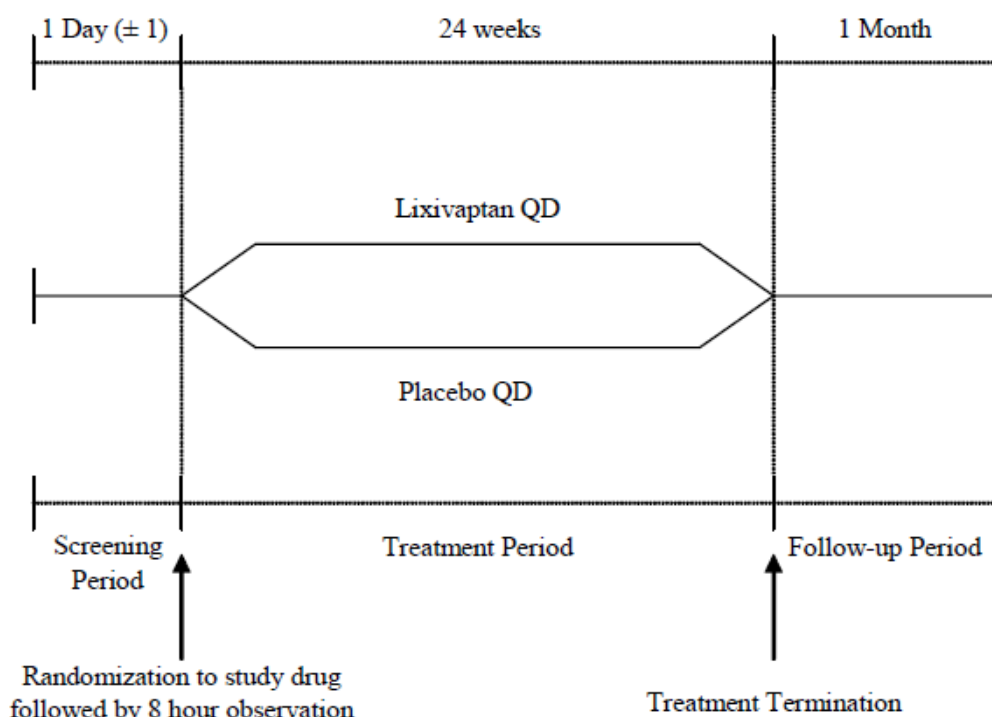 1 Day (± 1)
24 weeks
1 Month
Lixivaptan QD
Placebo QD
Screening
Period
Treatment Period
Follow-up Period
Randomization to study drug
followed by 8 hour observation
Treatment Termination